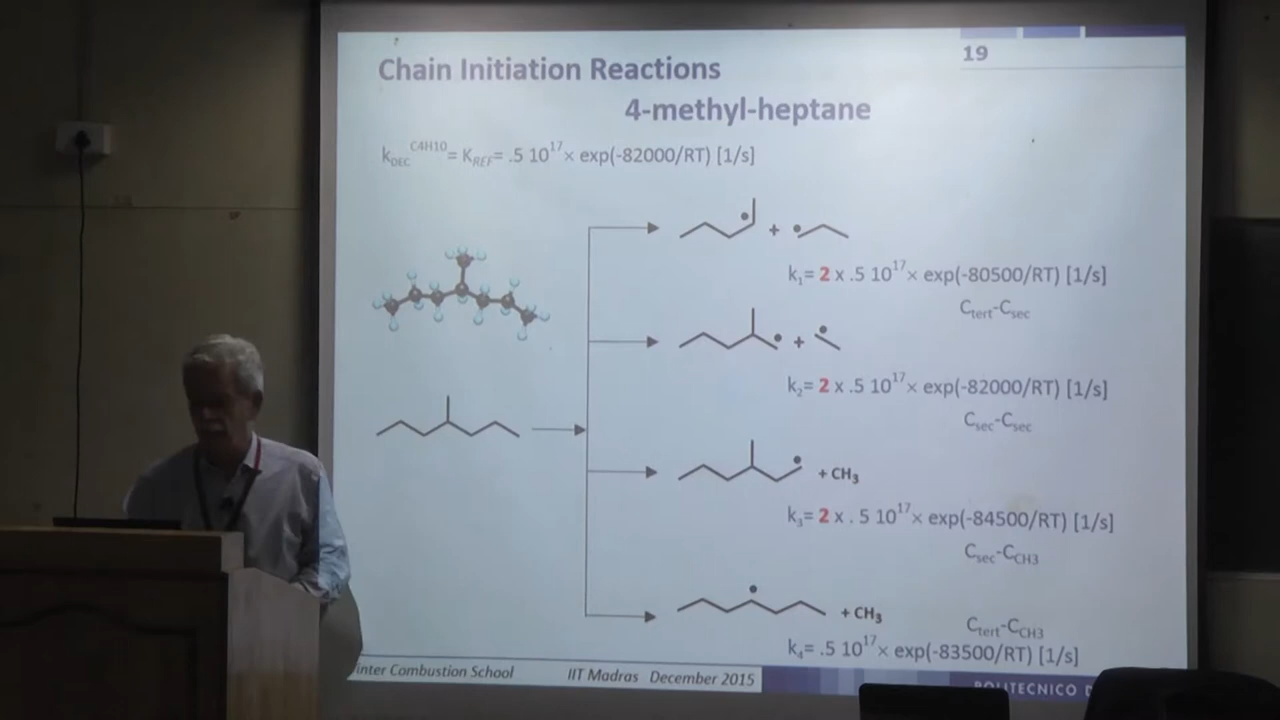 19
Chain Initiation Reactions
4-methyl-heptane
k_DEC^C4H10 = K_REF= .5 10^17 × exp(-82000/RT) [1/s]
+
k₁= 2 x .5 10^17 × exp(-80500/RT) [1/s]
C_tert-C_sec
+
k₂= 2 x .5 10^17 × exp(-82000/RT) [1/s]
C_sec-C_sec
+ CH₃
k₃= 2 x . 5 10^17 × exp(-84500/RT) [1/s]
C_sec-C_CH3
+ CH₃
C_tert-C_CH3
k₄= .5 10^17 × exp(-83500/RT) [1/s]
inter Combustion School IIT Madras December 2015
POLITECNICO D